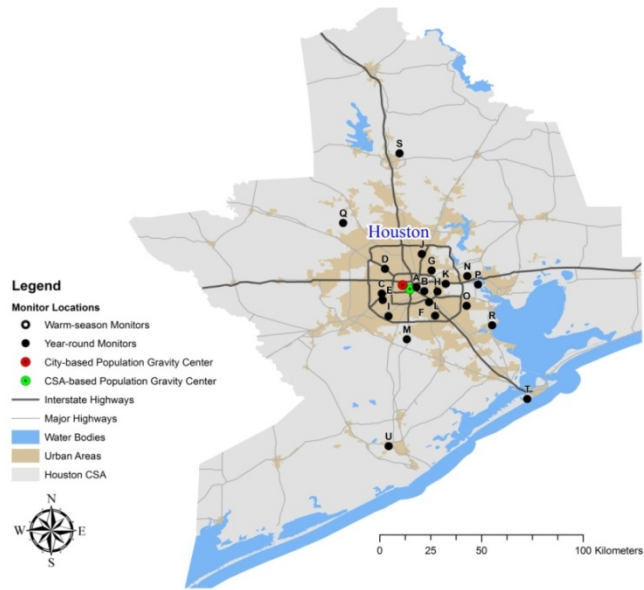 S
Q
Houston
J
D
G
N
A
K
P
C
E
B
H
I
F
L
O
R
M
T
U
Legend
Monitor Locations
Warm-season Monitors
Year-round Monitors
City-based Population Gravity Center
CSA-based Population Gravity Center
Interstate Highways
Major Highways
Water Bodies
Urban Areas
Houston CSA
N
W
E
S
0 25 50 100 Kilometers